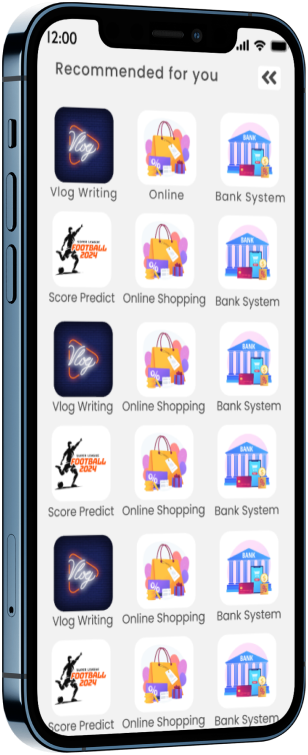 12:00
Recommended for you
Vlog
BANK
%
Vlog Writing Online Bank System
SUPER LEAGUE
FOOTBALL
2024
BANK
%
Score Predict Online Shopping Bank System
Vlog
BANK
%
Vlog Writing Online Shopping Bank System
SUPER LEAGUE
FOOTBALL
2024
BANK
%
Score Predict Online Shopping Bank System
Vlog
BANK
%
Vlog Writing Online Shopping Bank System
SUPER LEAGUE
FOOTBALL
2024
BANK
%
Score Predict Online Shopping Bank System